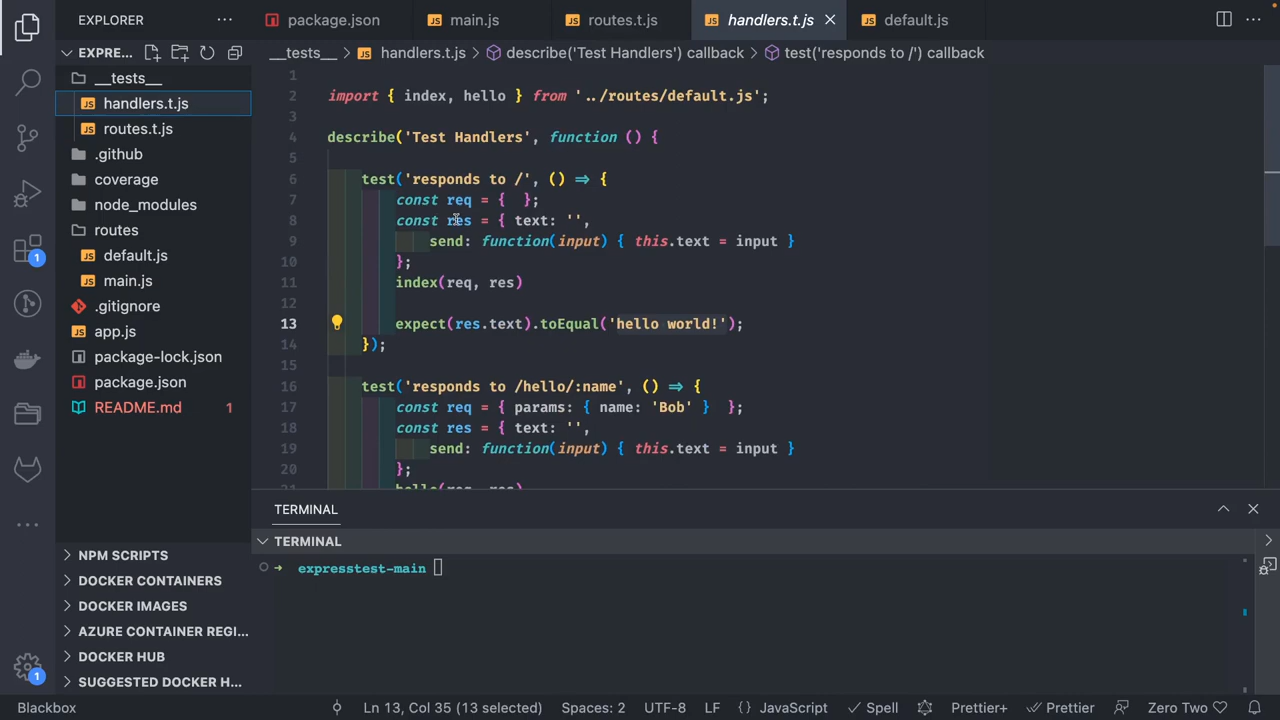 EXPLORER
package.json
main.js
routes.t.js
handlers.t.js
default.js
EXPRE...
__tests__
handlers.t.js
describe('Test Handlers') callback
test('responds to /') callback
__tests__
handlers.t.js
routes.t.js
.github
coverage
node_modules
routes
default.js
main.js
.gitignore
app.js
package-lock.json
package.json
README.md 1
1
2 import { index, hello } from '../routes/default.js';
3
4 describe('Test Handlers', function () {
5
6 test('responds to /', () => {
7 const req = {  };
8 const res = { text: '',
9 send: function(input) { this.text = input }
10 };
11 index(req, res)
12
13 expect(res.text).toEqual('hello world!');
14 });
15
16 test('responds to /hello/:name', () => {
17 const req = { params: { name: 'Bob' }  };
18 const res = { text: '',
19 send: function(input) { this.text = input }
20 };
21 hello(req, res)
TERMINAL
TERMINAL
expresstest-main
NPM SCRIPTS
DOCKER CONTAINERS
DOCKER IMAGES
AZURE CONTAINER REGI...
DOCKER HUB
SUGGESTED DOCKER H...
1
1
Blackbox
Ln 13, Col 35 (13 selected)
Spaces: 2
UTF-8
LF
{} JavaScript
Spell
Prettier+
Prettier
Zero Two